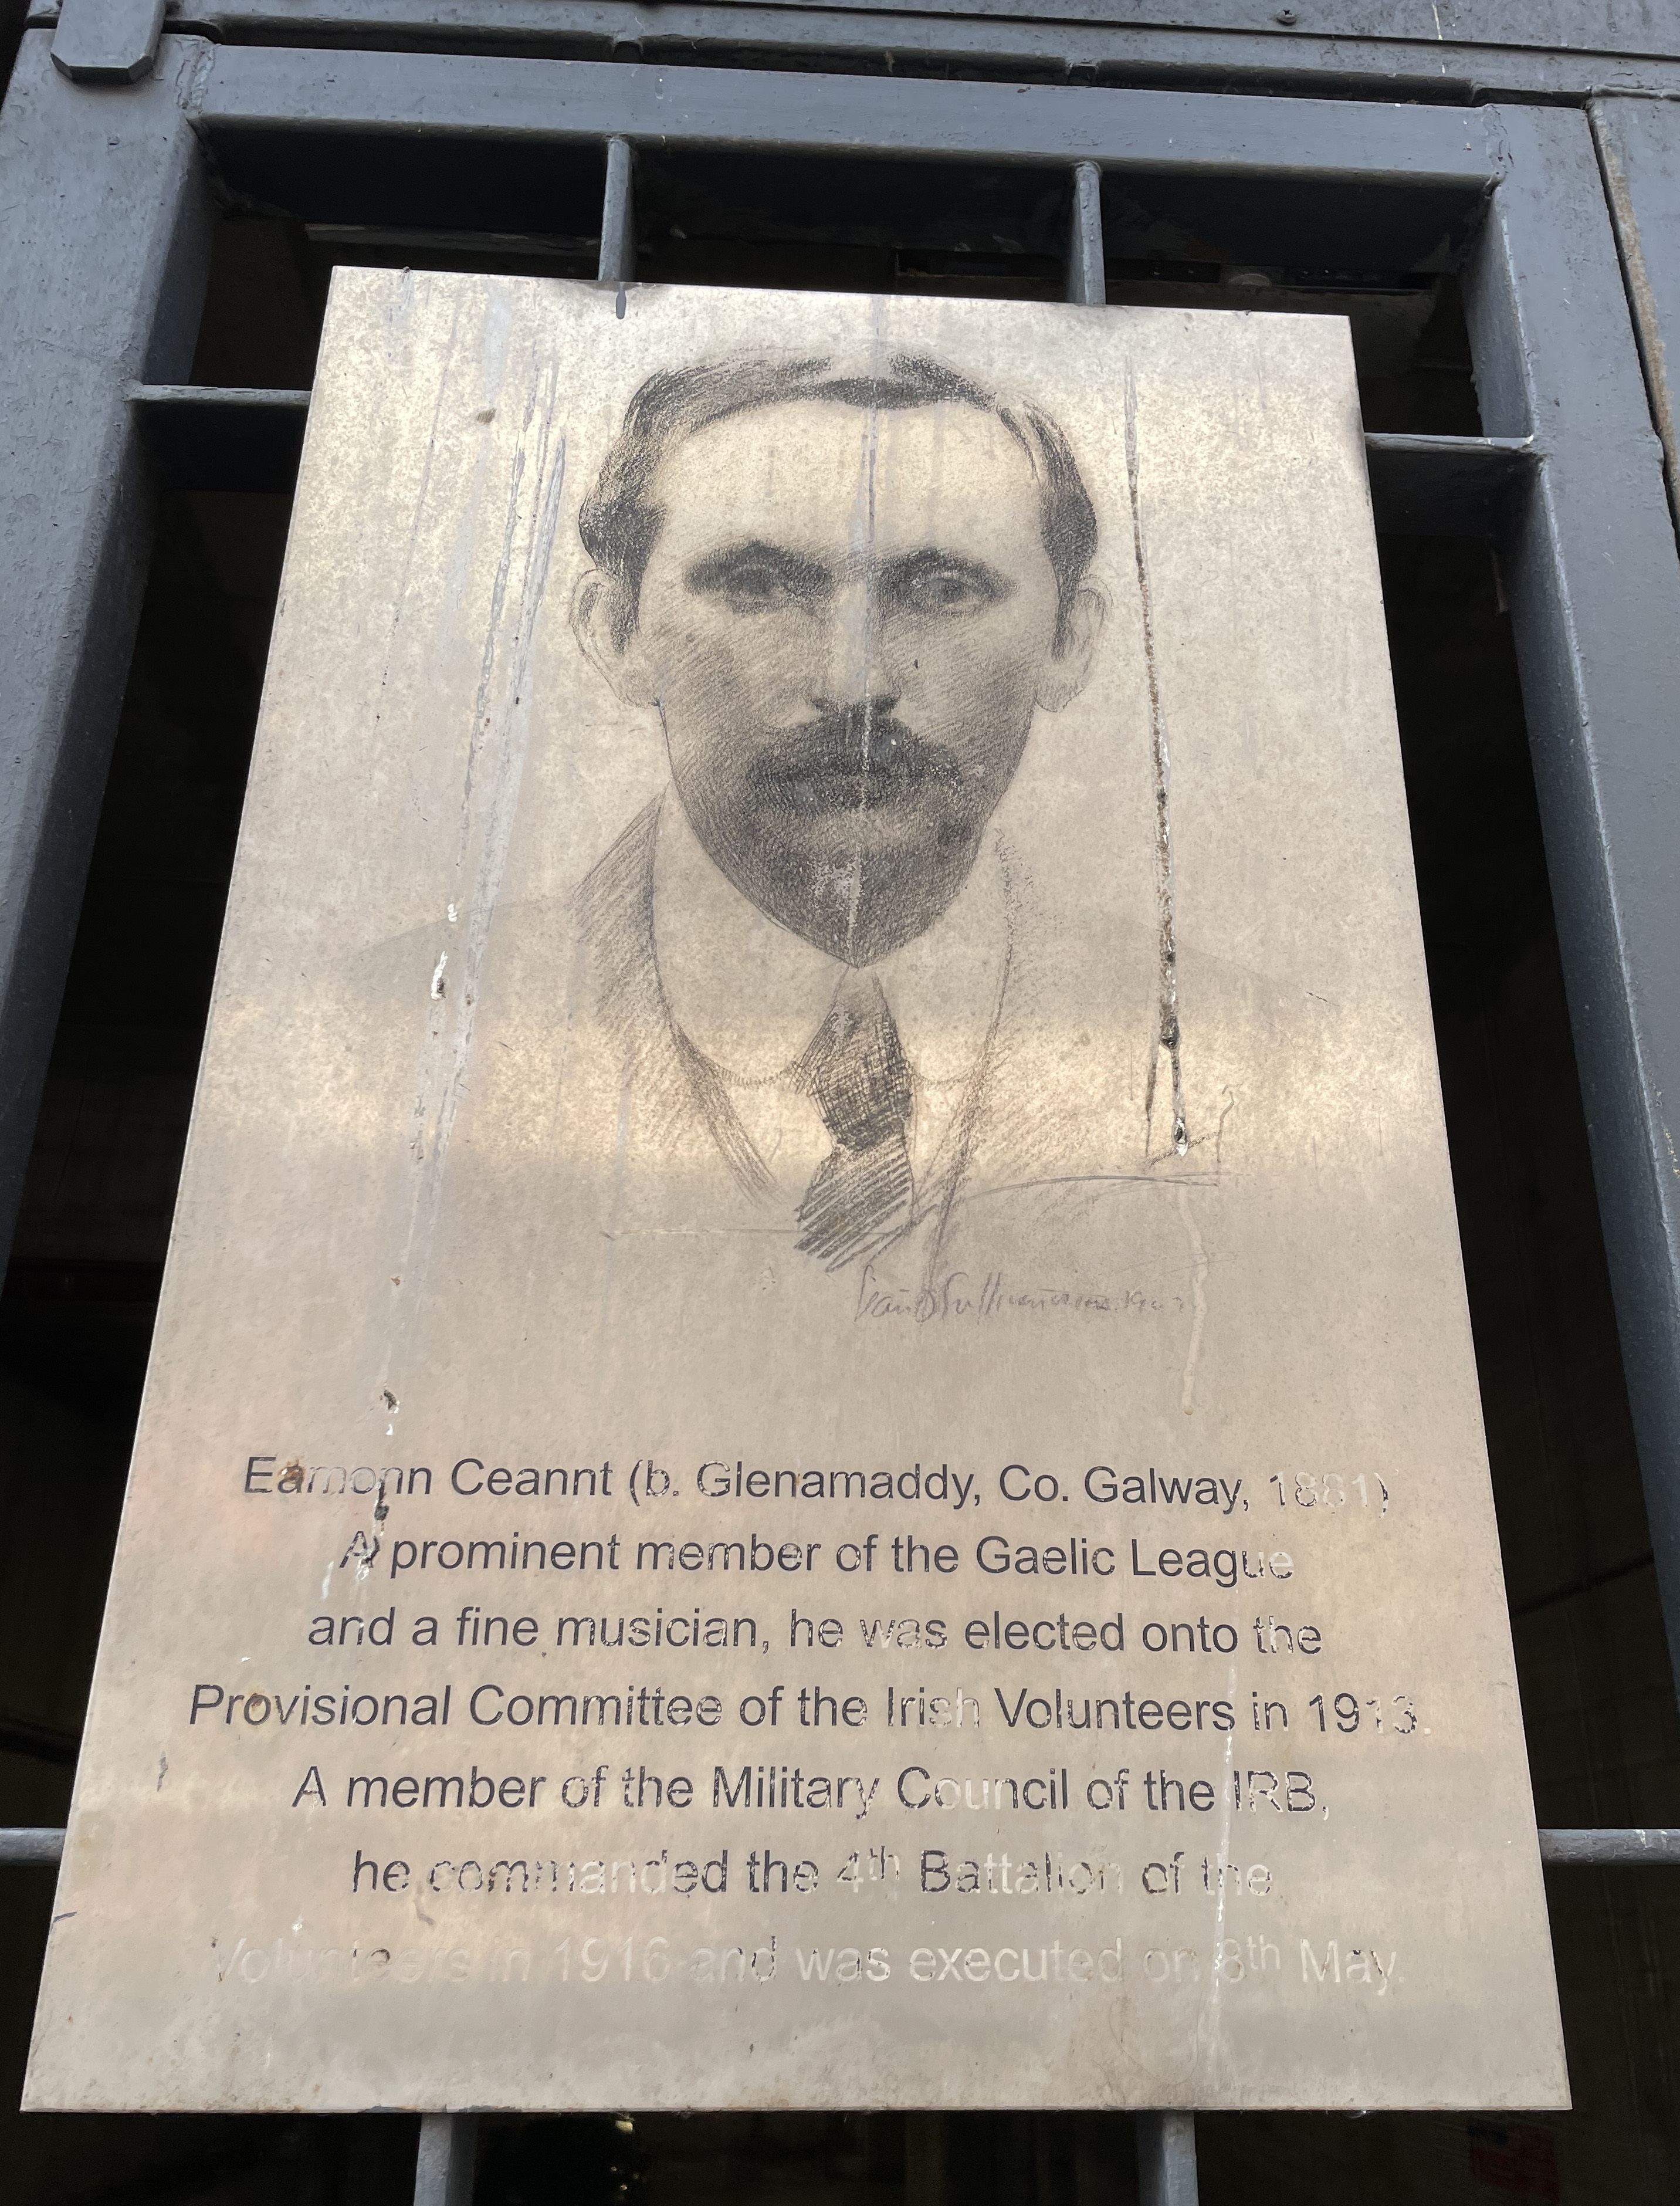 Eamonn Ceannt (b. Glenamaddy, Co. Galway, 1881)
A prominent member of the Gaelic League
and a fine musician, he was elected onto the
Provisional Committee of the Irish Volunteers in 1913.
A member of the Military Council of the IRB,
he commanded the 4th Battalion of the
Volunteers in 1916 and was executed on 8th May.